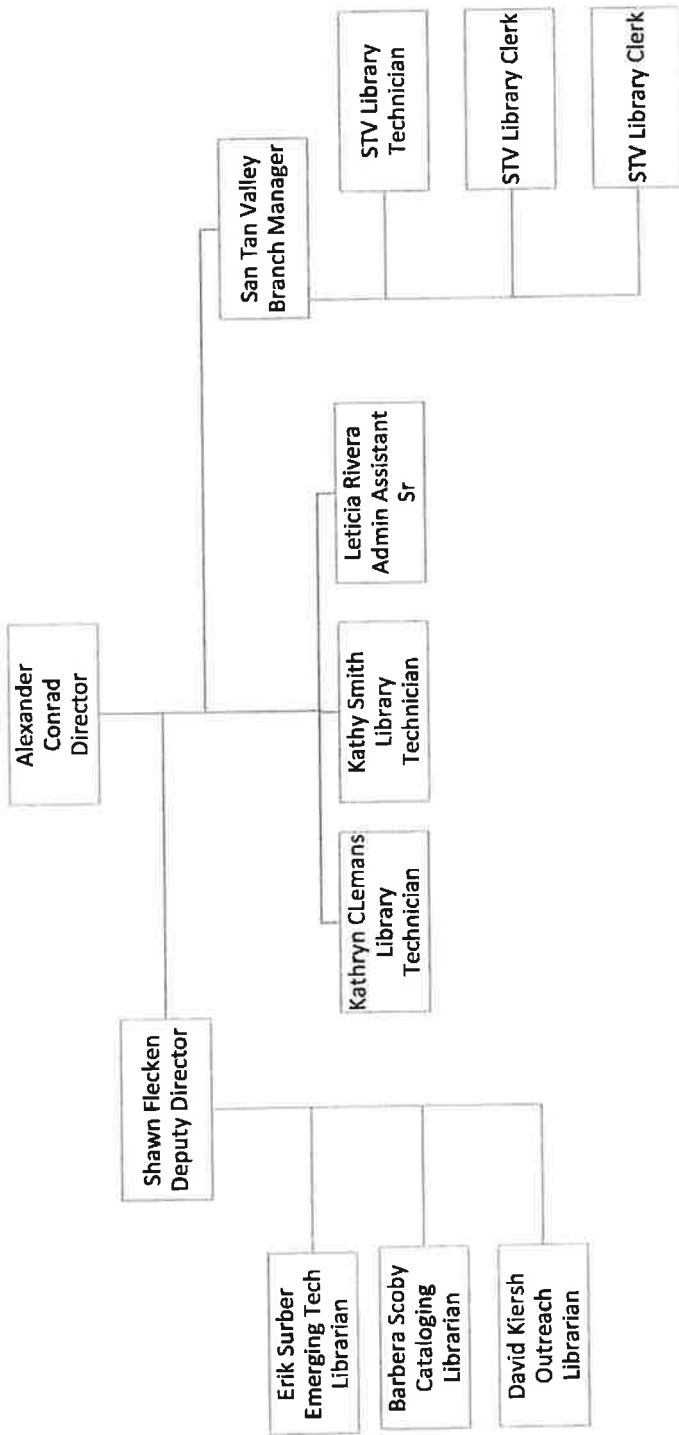 Alexander
Conrad
Director
Shawn Flecken
Deputy Director
San Tan Valley
Branch Manager
Erik Surber
Emerging Tech
Librarian
Barbera Scoby
Cataloging
Librarian
David Kiersh
Outreach
Librarian
Kathryn CLemans
Library
Technician
Kathy Smith
Library
Technician
Leticia Rivera
Admin Assistant
Sr
STV Library
Technician
STV Library Clerk
STV Library Clerk